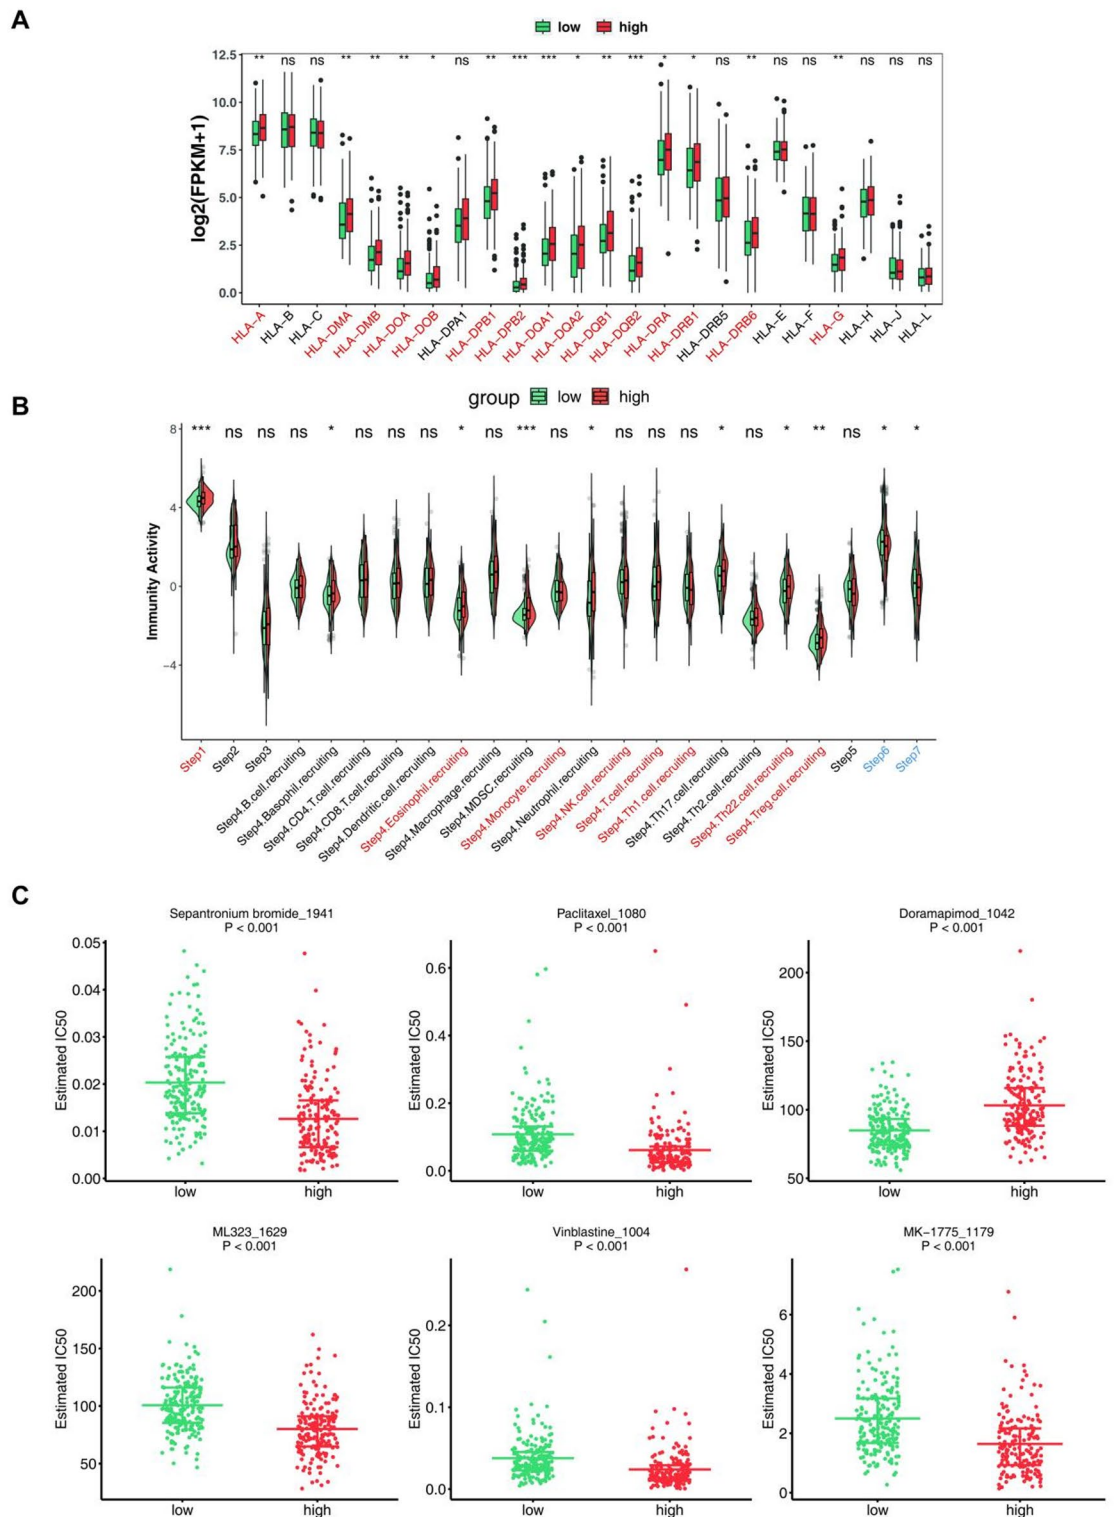 A
low high
log2(FPKM+1)
12.5
10.0
7.5
5.0
2.5
0.0
** ns ns ** ** ** * ns ** *** *** * ** *** * * ns ** ns ns ** ns ns ns
HLA−A HLA−B HLA−C HLA−DMA HLA−DMB HLA−DOA HLA−DOB HLA−DPA1 HLA−DPB1 HLA−DPB2 HLA−DQA1 HLA−DQA2 HLA−DQB1 HLA−DQB2 HLA−DRA HLA−DRB1 HLA−DRB5 HLA−DRB6 HLA−E HLA−F HLA−G HLA−H HLA−J HLA−L
B
group low high
Immunity Activity
8
4
0
−4
*** ns ns ns * ns ns ns * ns *** ns * ns ns ns * ns * ** ns * *
Step1 Step2 Step3 Step4.B.cell.recruiting Step4.Basophil.recruiting Step4.CD4.T.cell.recruiting Step4.CD8.T.cell.recruiting Step4.Dendritic.cell.recruiting Step4.Eosinophil.recruiting Step4.Macrophage.recruiting Step4.MDSC.recruiting Step4.Monocyte.recruiting Step4.Neutrophil.recruiting Step4.NK.cell.recruiting Step4.T.cell.recruiting Step4.Th1.cell.recruiting Step4.Th17.cell.recruiting Step4.Th2.cell.recruiting Step4.Th22.cell.recruiting Step4.Treg.cell.recruiting Step5 Step6 Step7
C
Sepantronium bromide_1941
P < 0.001
Estimated IC50
0.05
0.04
0.03
0.02
0.01
0.00
low high
Paclitaxel_1080
P < 0.001
Estimated IC50
0.6
0.4
0.2
0.0
low high
Doramapimod_1042
P < 0.001
Estimated IC50
200
150
100
50
low high
ML323_1629
P < 0.001
Estimated IC50
200
150
100
50
low high
Vinblastine_1004
P < 0.001
Estimated IC50
0.2
0.1
0.0
low high
MK−1775_1179
P < 0.001
Estimated IC50
6
4
2
0
low high